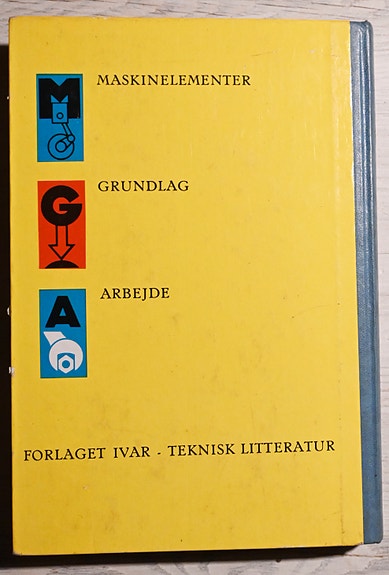 M
MASKINELEMENTER
G
GRUNDLAG
A
ARBEJDE
FORLAGET IVAR - TEKNISK LITTERATUR